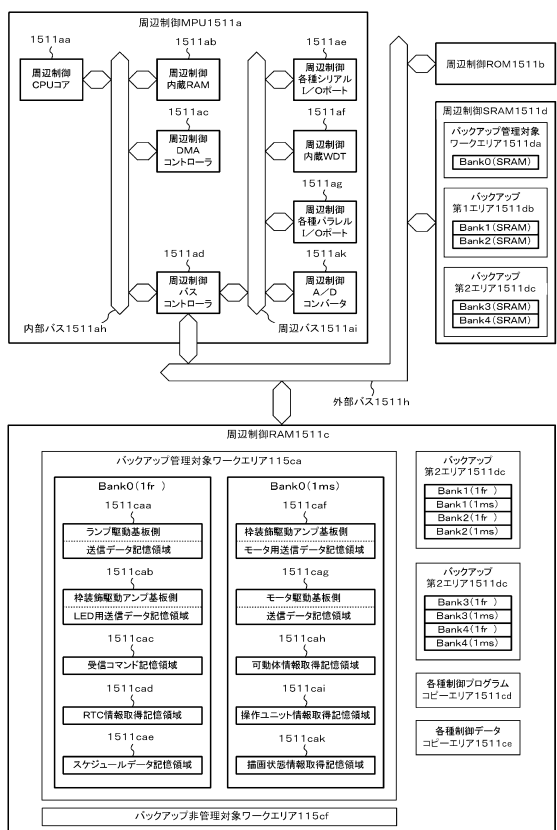 周辺制御MPU1511a
1511aa
周辺制御
CPUコア
1511ab
周辺制御
内蔵RAM
1511ac
周辺制御
DMA
コントローラ
1511ad
周辺制御
バス
コントローラ
1511ae
周辺制御
各種シリアル
I/Oポート
1511af
周辺制御
内蔵WDT
1511ag
周辺制御
各種パラレル
I/Oポート
1511ak
周辺制御
A/D
コンバータ
内部バス1511ah
周辺バス1511ai
周辺制御ROM1511b
周辺制御SRAM1511d
バックアップ管理対象
ワークエリア1511da
Bank0(SRAM)
バックアップ
第1エリア1511db
Bank1(SRAM)
Bank2(SRAM)
バックアップ
第2エリア1511dc
Bank3(SRAM)
Bank4(SRAM)
外部バス1511h
周辺制御RAM1511c
バックアップ管理対象ワークエリア115ca
Bank0(1fr )
1511caa
ランプ駆動基板側
送信データ記憶領域
1511cab
枠装飾駆動アンプ基板側
LED用送信データ記憶領域
1511cac
受信コマンド記憶領域
1511cad
RTC情報取得記憶領域
1511cae
スケジュールデータ記憶領域
Bank0(1ms)
1511caf
枠装飾駆動アンプ基板側
モータ用送信データ記憶領域
1511cag
モータ駆動基板側
送信データ記憶領域
1511cah
可動体情報取得記憶領域
1511cai
操作ユニット情報取得記憶領域
1511cak
描画状態情報取得記憶領域
バックアップ
第2エリア1511dc
Bank1(1fr )
Bank1(1ms)
Bank2(1fr )
Bank2(1ms)
バックアップ
第2エリア1511dc
Bank3(1fr )
Bank3(1ms)
Bank4(1fr )
Bank4(1ms)
各種制御プログラム
コピーエリア1511cd
各種制御データ
コピーエリア1511ce
バックアップ非管理対象ワークエリア115cf